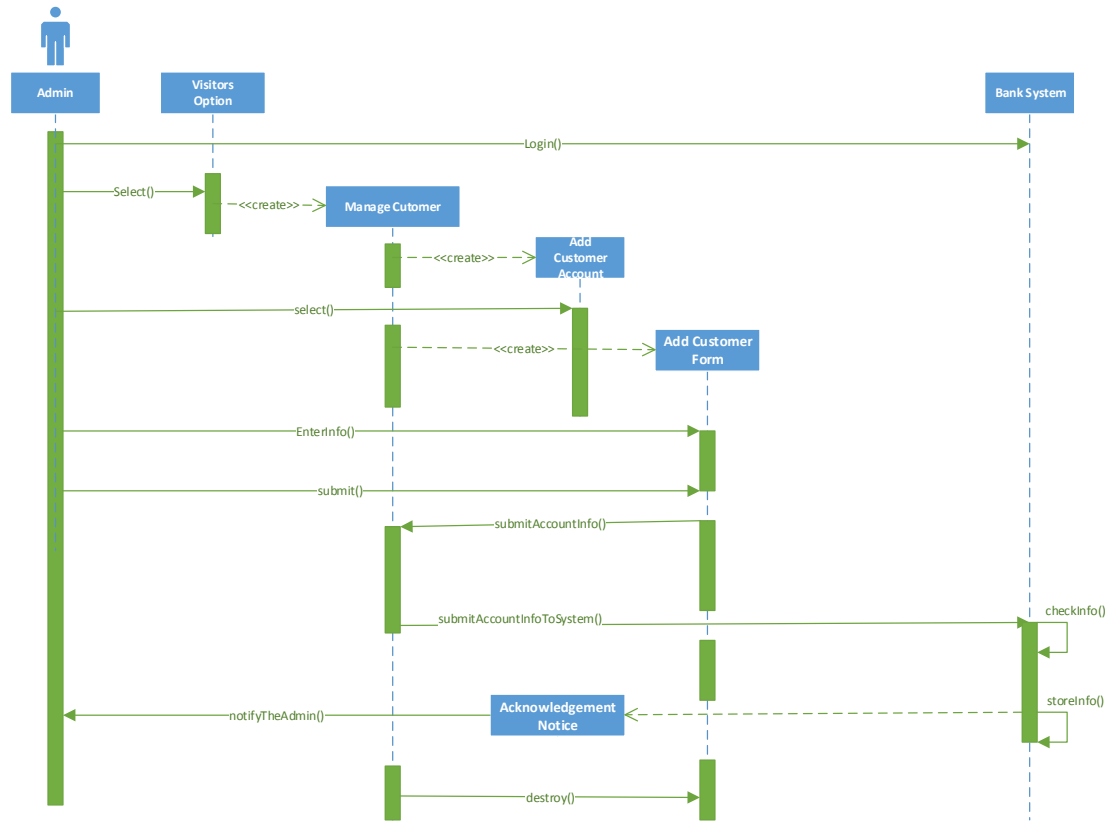 Admin
Visitors
Option
Bank System
Login()
Select()
<<create>>
Manage Cutomer
<<create>>
Add
Customer
Account
select()
<<create>>
Add Customer
Form
EnterInfo()
submit()
submitAccountInfo()
submitAccountInfoToSystem()
checkInfo()
storeInfo()
notifyTheAdmin()
Acknowledgement
Notice
destroy()